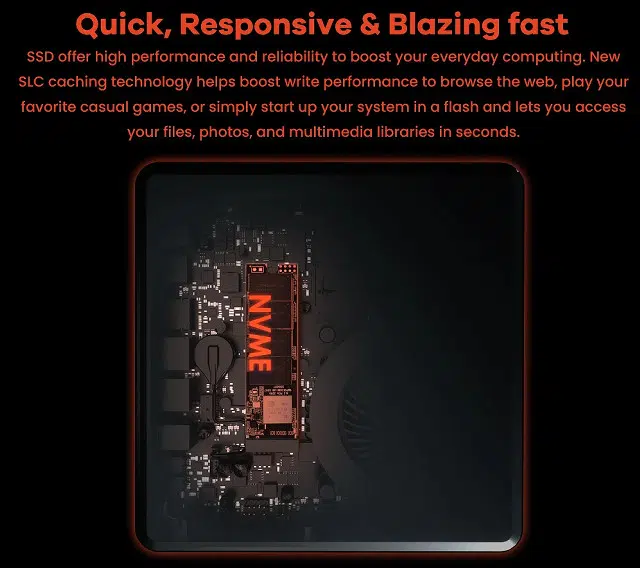 Quick, Responsive & Blazing fast
SSD offer high performance and reliability to boost your everyday computing. New
SLC caching technology helps boost write performance to browse the web, play your
favorite casual games, or simply start up your system in a flash and lets you access
your files, photos, and multimedia libraries in seconds.
NVME